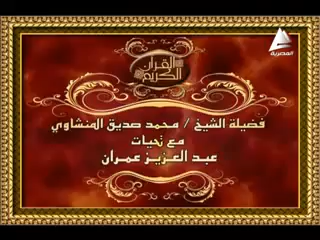 المصرية
القرآن
الكريم
فضيلة الشيخ / محمد صديق المنشاوي
مع تحيات
عبد العزيز عمران